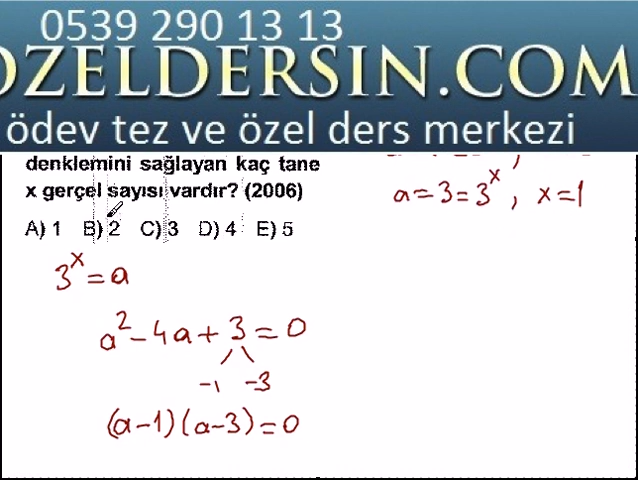 0539 290 13 13
OZELDERSIN.COM
ödev tez ve özel ders merkezi
denklemini sağlayan kaç tane
x gerçel sayısı vardır? (2006)
A) 1 B) 2 C) 3 D) 4 E) 5
a=3=3^x, x=1
3^x=a
a^2-4a+3=0
-1 -3
(a-1)(a-3)=0